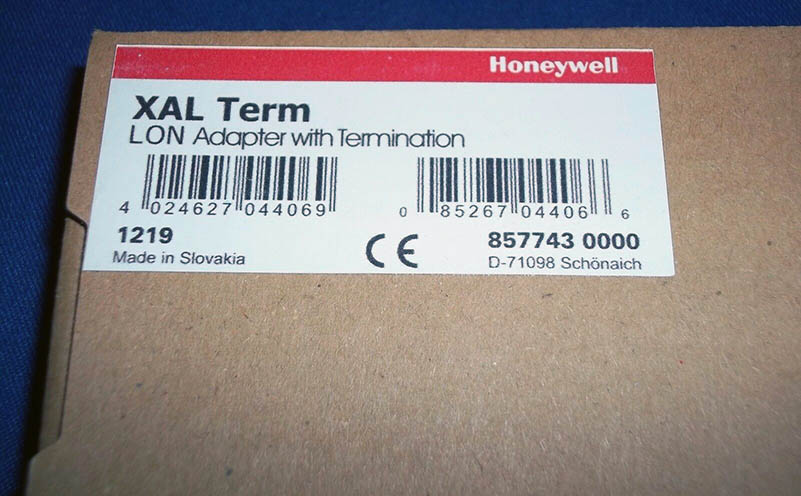 Honeywell
XAL Term
LON Adapter with Termination
4 024627 044069
0 85267 04406 6
1219
CE
857743 0000
Made in Slovakia
D-71098 Schönaich